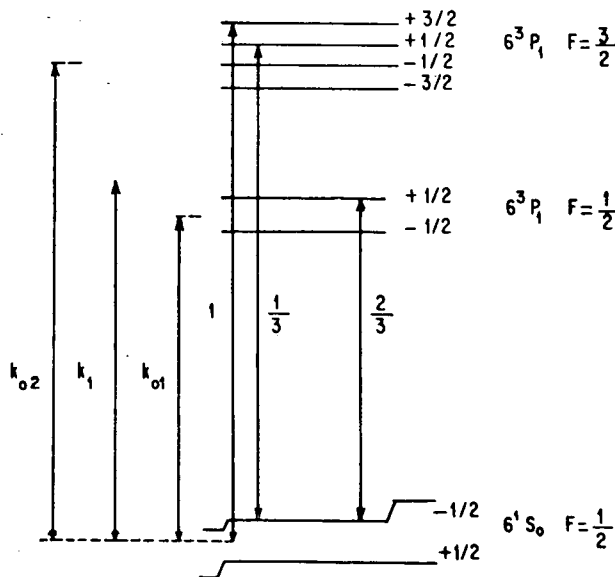 + 3/2
+1/2 6³P₁ F = 3/2
- 1/2
- 3/2
+ 1/2 6³P₁ F = 1/2
- 1/2
1 1/3 2/3
k₀₂ k₁ k₀₁
-1/2 6¹S₀ F = 1/2
+1/2